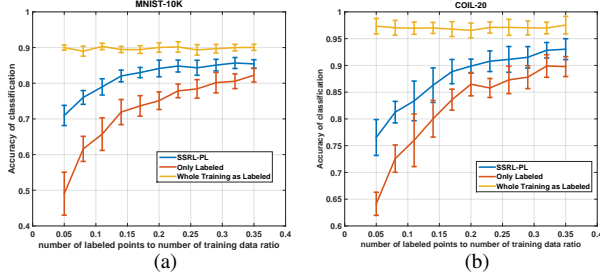 MNIST-10K
1
0.9
0.8
0.7
0.6
0.5
0.4
Accuracy of classification
SSRL-PL
Only Labeled
Whole Training as Labeled
0 0.05 0.1 0.15 0.2 0.25 0.3 0.35 0.4
number of labeled points to number of training data ratio
(a)
COIL-20
1
0.95
0.9
0.85
0.8
0.75
0.7
0.65
0.6
Accuracy of classification
SSRL-PL
Only Labeled
Whole Training as Labeled
0 0.05 0.1 0.15 0.2 0.25 0.3 0.35 0.4
number of labeled points to number of training data ratio
(b)